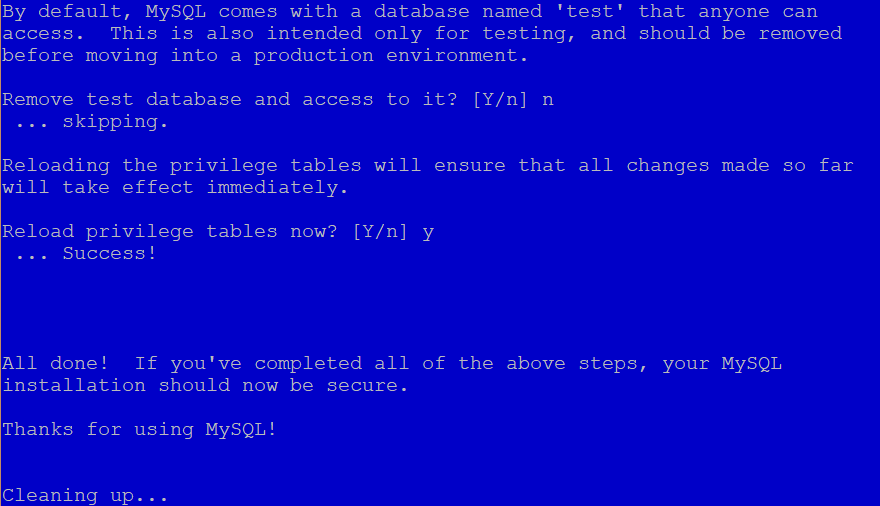 By default, MySQL comes with a database named 'test' that anyone can
access.  This is also intended only for testing, and should be removed
before moving into a production environment.
Remove test database and access to it? [Y/n] n
 ... skipping.
Reloading the privilege tables will ensure that all changes made so far
will take effect immediately.
Reload privilege tables now? [Y/n] y
 ... Success!
All done!  If you've completed all of the above steps, your MySQL
installation should now be secure.
Thanks for using MySQL!
Cleaning up...